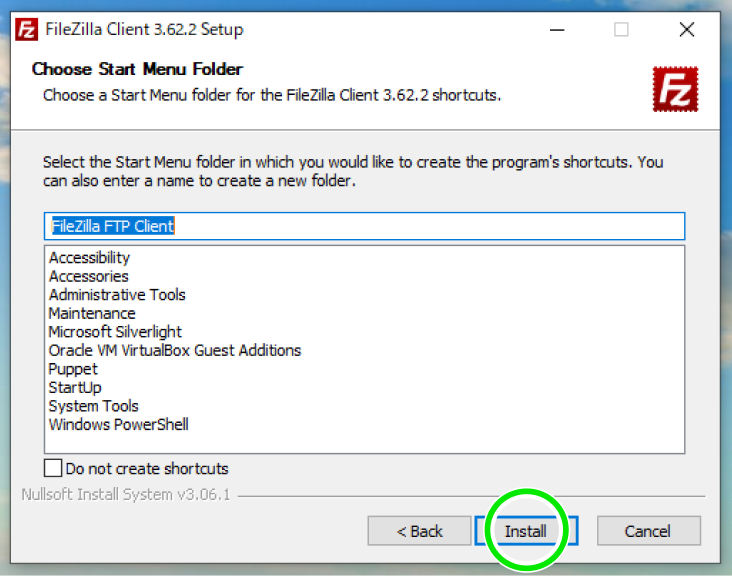 FileZilla Client 3.62.2 Setup
Choose Start Menu Folder
Choose a Start Menu folder for the FileZilla Client 3.62.2 shortcuts.
Fz
Select the Start Menu folder in which you would like to create the program's shortcuts. You
can also enter a name to create a new folder.
FileZilla FTP Client
Accessibility
Accessories
Administrative Tools
Maintenance
Microsoft Silverlight
Oracle VM VirtualBox Guest Additions
Puppet
StartUp
System Tools
Windows PowerShell
Do not create shortcuts
Nullsoft Install System v3.06.1
< Back
Install
Cancel